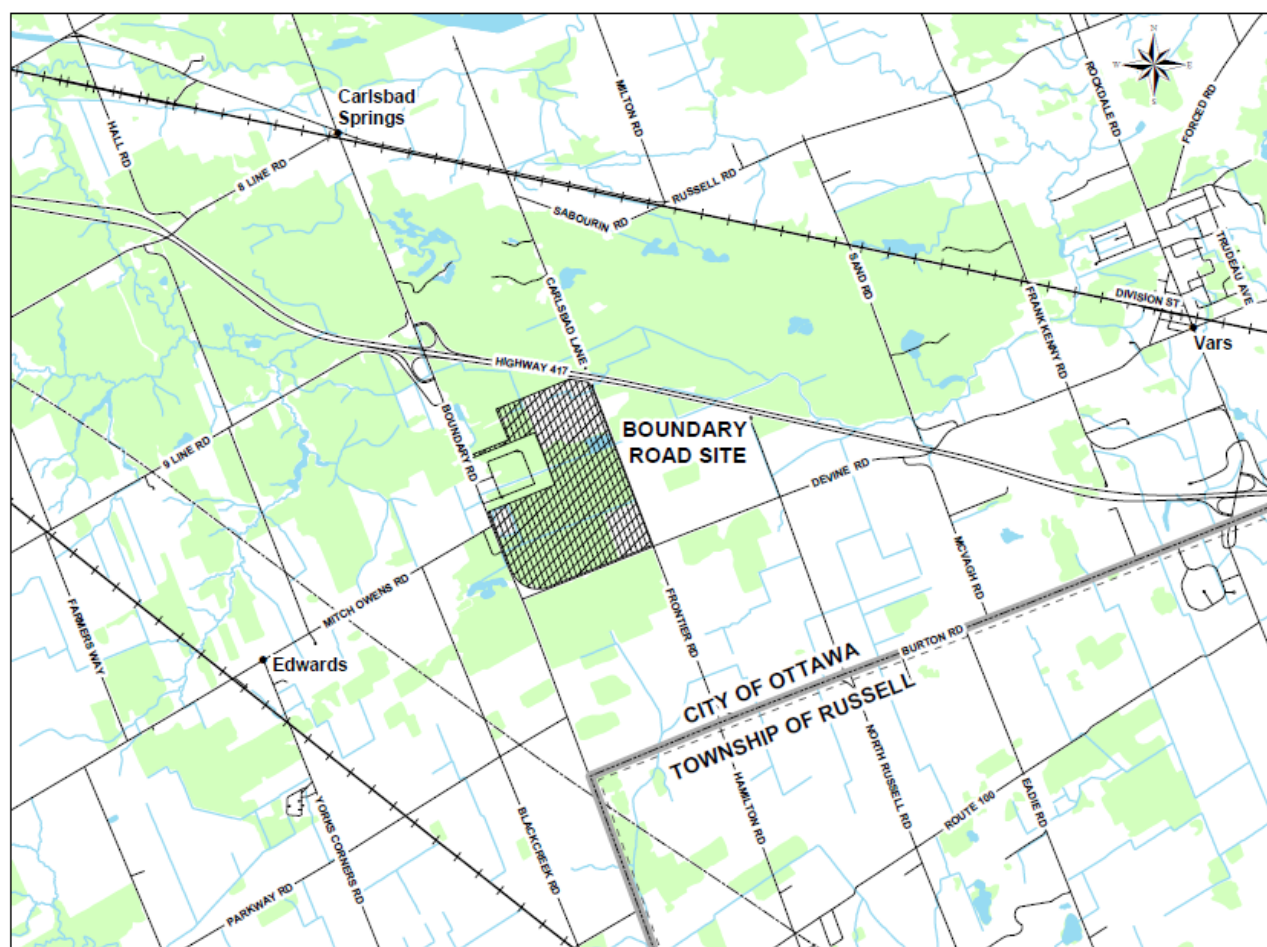 N
W
E
S
Carlsbad
Springs
HALL RD
8 LINE RD
MILTON RD
ROCKDALE RD
FORCED RD
RUSSELL RD
SABOURIN RD
SAND RD
CARLSBAD LANE
FRANK KENNY RD
TRUDEAU AVE
DIVISION ST
Vars
HIGHWAY 417
BOUNDARY RD
BOUNDARY
ROAD SITE
9 LINE RD
DEVINE RD
MCVAGH RD
FARMERS WAY
MITCH OWENS RD
Edwards
FRONTIER RD
BURTON RD
CITY OF OTTAWA
TOWNSHIP OF RUSSELL
YORKS CORNERS RD
BLACKCREEK RD
HAMILTON RD
NORTH RUSSELL RD
EADIE RD
ROUTE 100
PARKWAY RD